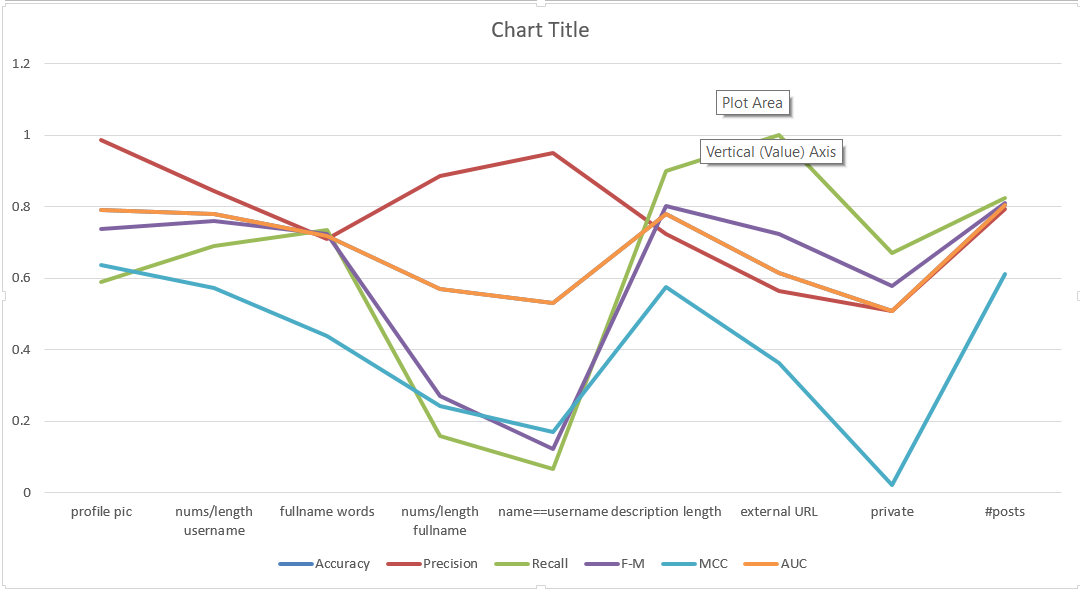 Chart Title
1.2
Plot Area
1
Vertical (Value) Axis
0.8
0.6
0.4
0.2
0
profile pic
nums/length
username
fullname words
nums/length
fullname
name==username
description length
external URL
private
#posts
Accuracy Precision Recall F-M MCC AUC